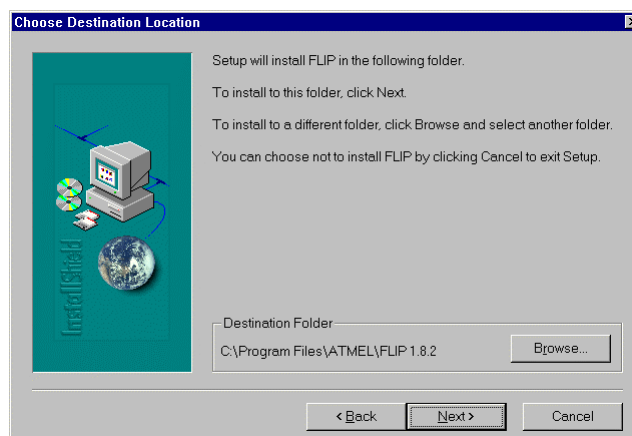 Choose Destination Location
Setup will install FLIP in the following folder.
To install to this folder, click Next.
To install to a different folder, click Browse and select another folder.
You can choose not to install FLIP by clicking Cancel to exit Setup.
InstallShield
Destination Folder
C:\Program Files\ATMEL\FLIP 1.8.2
Browse...
< Back
Next >
Cancel